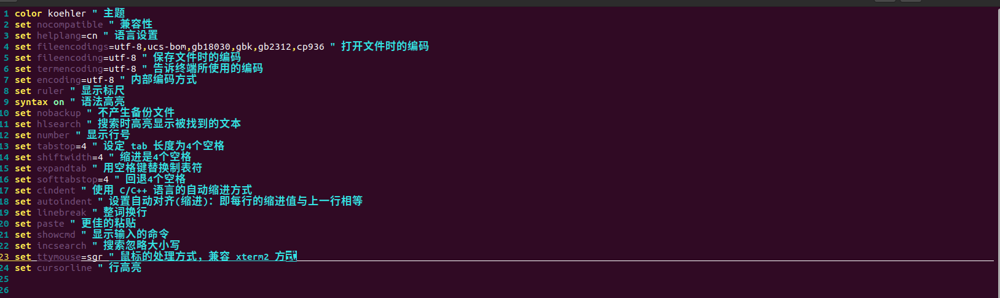 1 color koehler " 主题
2 set nocompatible " 兼容性
3 set helplang=cn " 语言设置
4 set fileencodings=utf-8,ucs-bom,gb18030,gbk,gb2312,cp936 " 打开文件时的编码
5 set fileencoding=utf-8 " 保存文件时的编码
6 set termencoding=utf-8 " 告诉终端所使用的编码
7 set encoding=utf-8 " 内部编码方式
8 set ruler " 显示标尺
9 syntax on " 语法高亮
10 set nobackup " 不产生备份文件
11 set hlsearch " 搜索时高亮显示被找到的文本
12 set number " 显示行号
13 set tabstop=4 " 设定 tab 长度为4个空格
14 set shiftwidth=4 " 缩进是4个空格
15 set expandtab " 用空格键替换制表符
16 set softtabstop=4 " 回退4个空格
17 set cindent " 使用 C/C++ 语言的自动缩进方式
18 set autoindent " 设置自动对齐(缩进)：即每行的缩进值与上一行相等
19 set linebreak " 整词换行
20 set paste " 更佳的粘贴
21 set showcmd " 显示输入的命令
22 set incsearch " 搜索忽略大小写
23 set ttymouse=sgr " 鼠标的处理方式，兼容 xterm2 方式
24 set cursorline " 行高亮
25
26